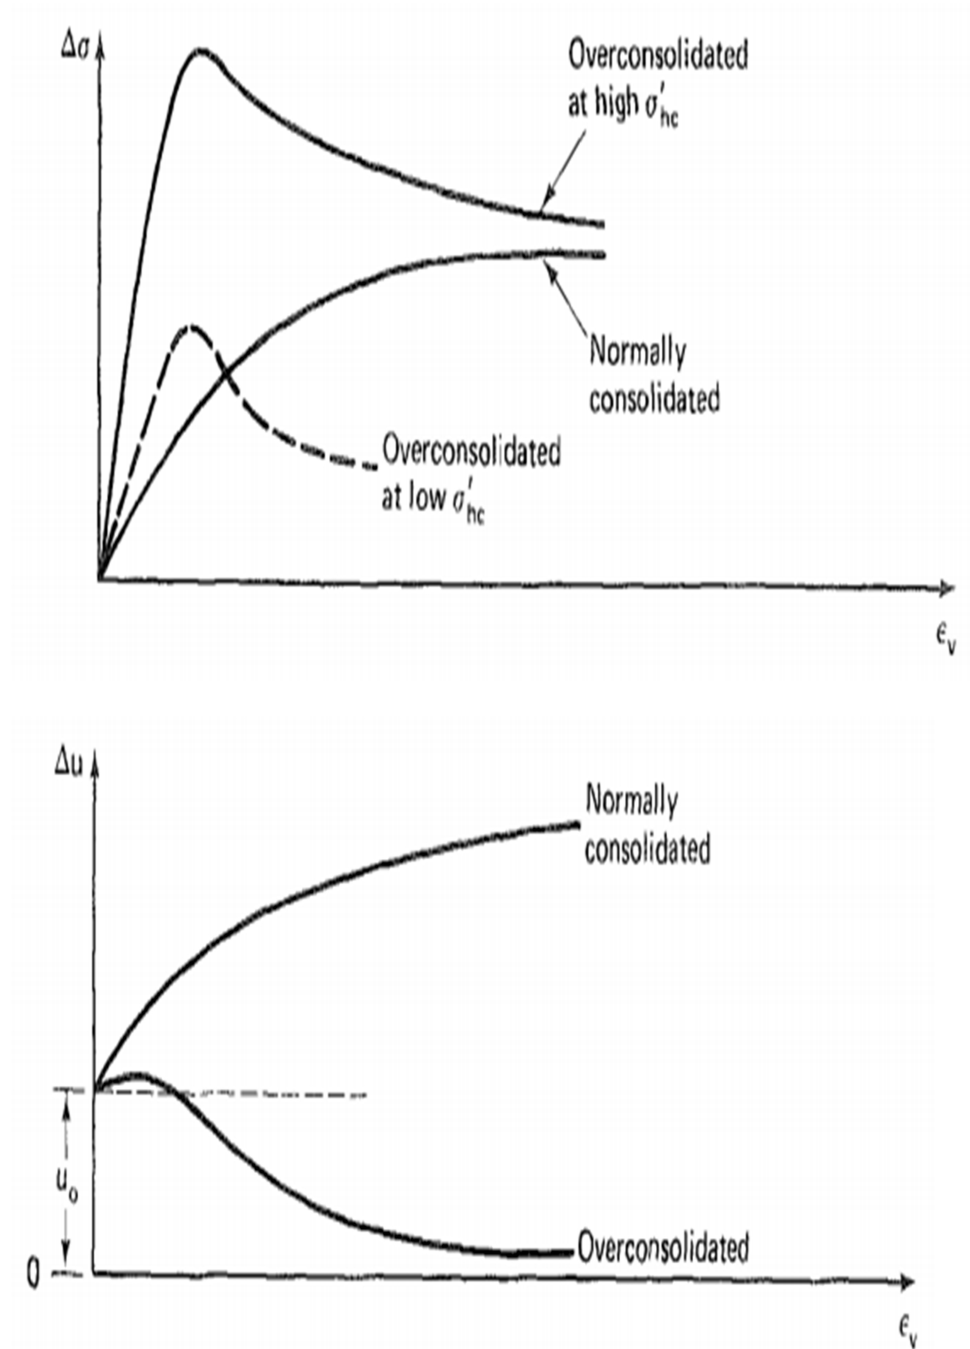 Δσ
Overconsolidated
at high σ′hc
Normally
consolidated
Overconsolidated
at low σ′hc
ϵv
Δu
Normally
consolidated
uo
Overconsolidated
0
ϵv